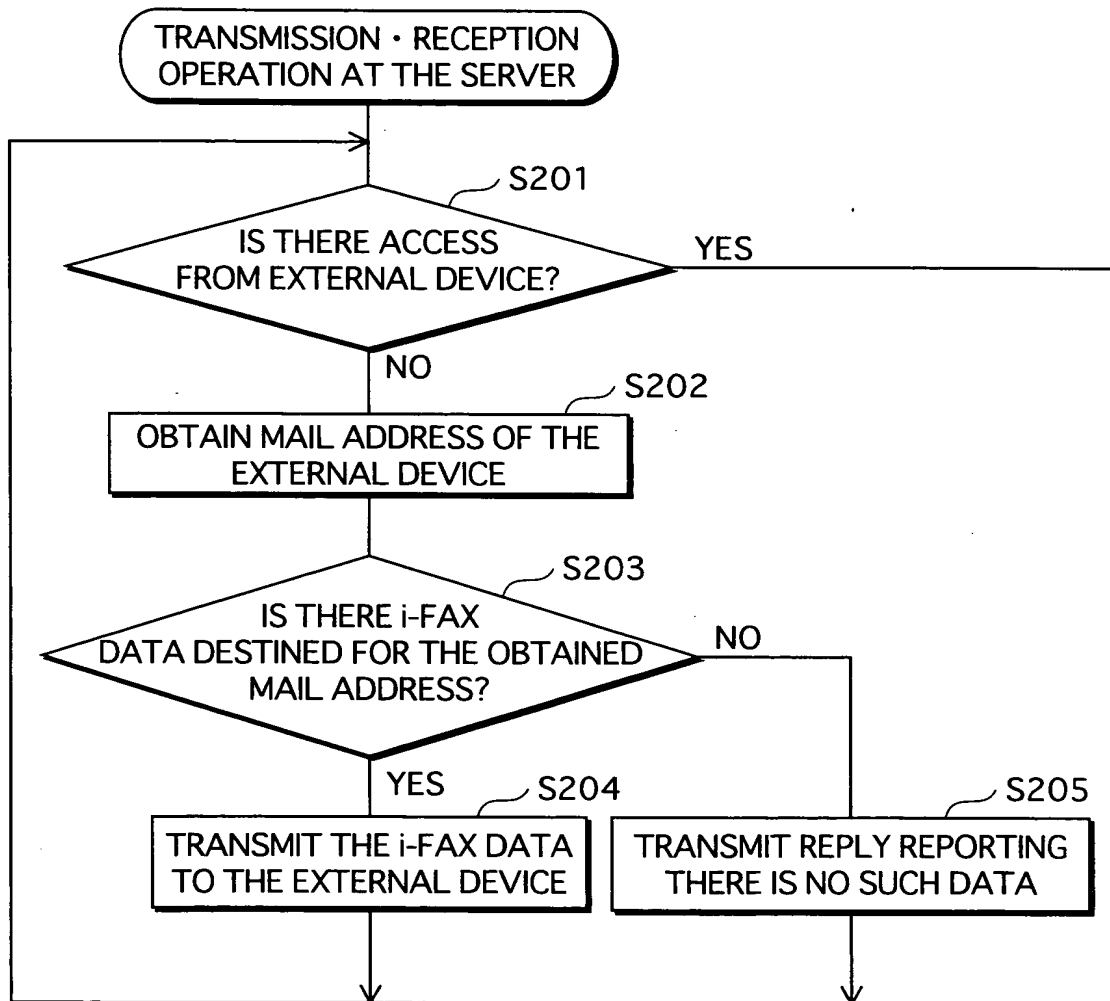 TRANSMISSION・RECEPTION
OPERATION AT THE SERVER
S201
IS THERE ACCESS
FROM EXTERNAL DEVICE?
YES
NO
S202
OBTAIN MAIL ADDRESS OF THE
EXTERNAL DEVICE
S203
IS THERE i-FAX
DATA DESTINED FOR THE OBTAINED
MAIL ADDRESS?
NO
YES
S204
TRANSMIT THE i-FAX DATA
TO THE EXTERNAL DEVICE
S205
TRANSMIT REPLY REPORTING
THERE IS NO SUCH DATA